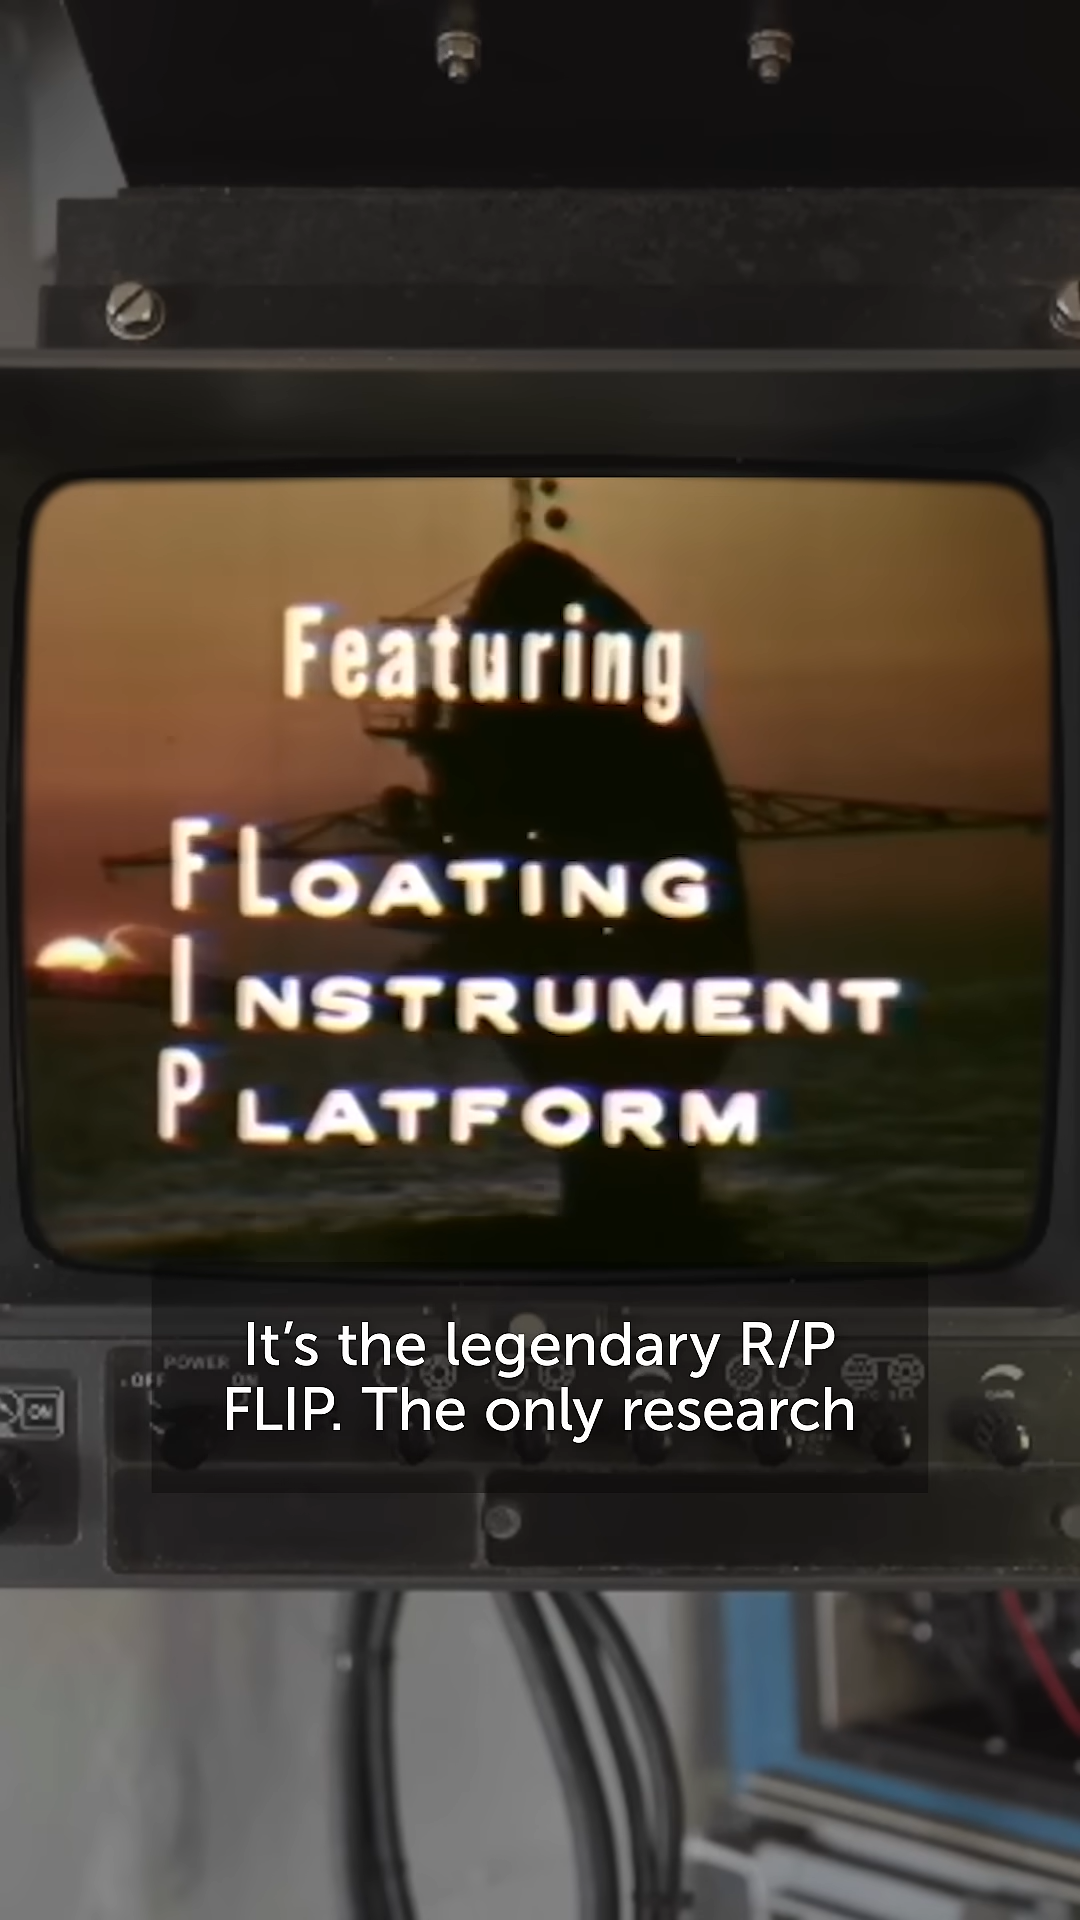 Featuring
FLOATING
INSTRUMENT
PLATFORM
It’s the legendary R/P
FLIP. The only research
POWER
OFF
ON
ON